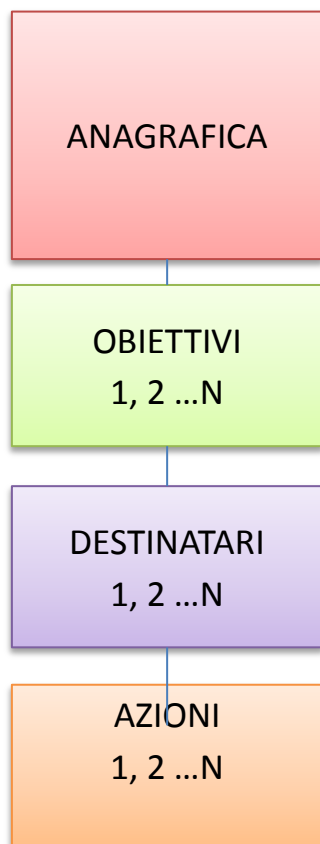 ANAGRAFICA
OBIETTIVI
1, 2 ...N
DESTINATARI
1, 2 ...N
AZIONI
1, 2 ...N